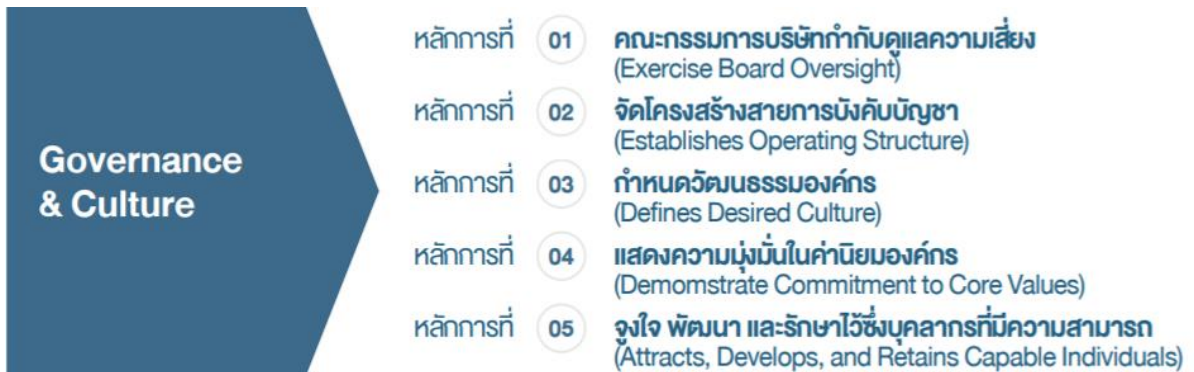 Governance
& Culture
หลักการที่ 01 คณะกรรมการบริษัทกำกับดูแลความเสี่ยง
(Exercise Board Oversight)
หลักการที่ 02 จัดโครงสร้างสายการบังคับบัญชา
(Establishes Operating Structure)
หลักการที่ 03 กำหนดวัฒนธรรมองค์กร
(Defines Desired Culture)
หลักการที่ 04 แสดงความมุ่งมั่นในค่านิยมองค์กร
(Demomstrate Commitment to Core Values)
หลักการที่ 05 จูงใจ พัฒนา และรักษาไว้ซึ่งบุคลากรที่มีความสามารถ
(Attracts, Develops, and Retains Capable Individuals)